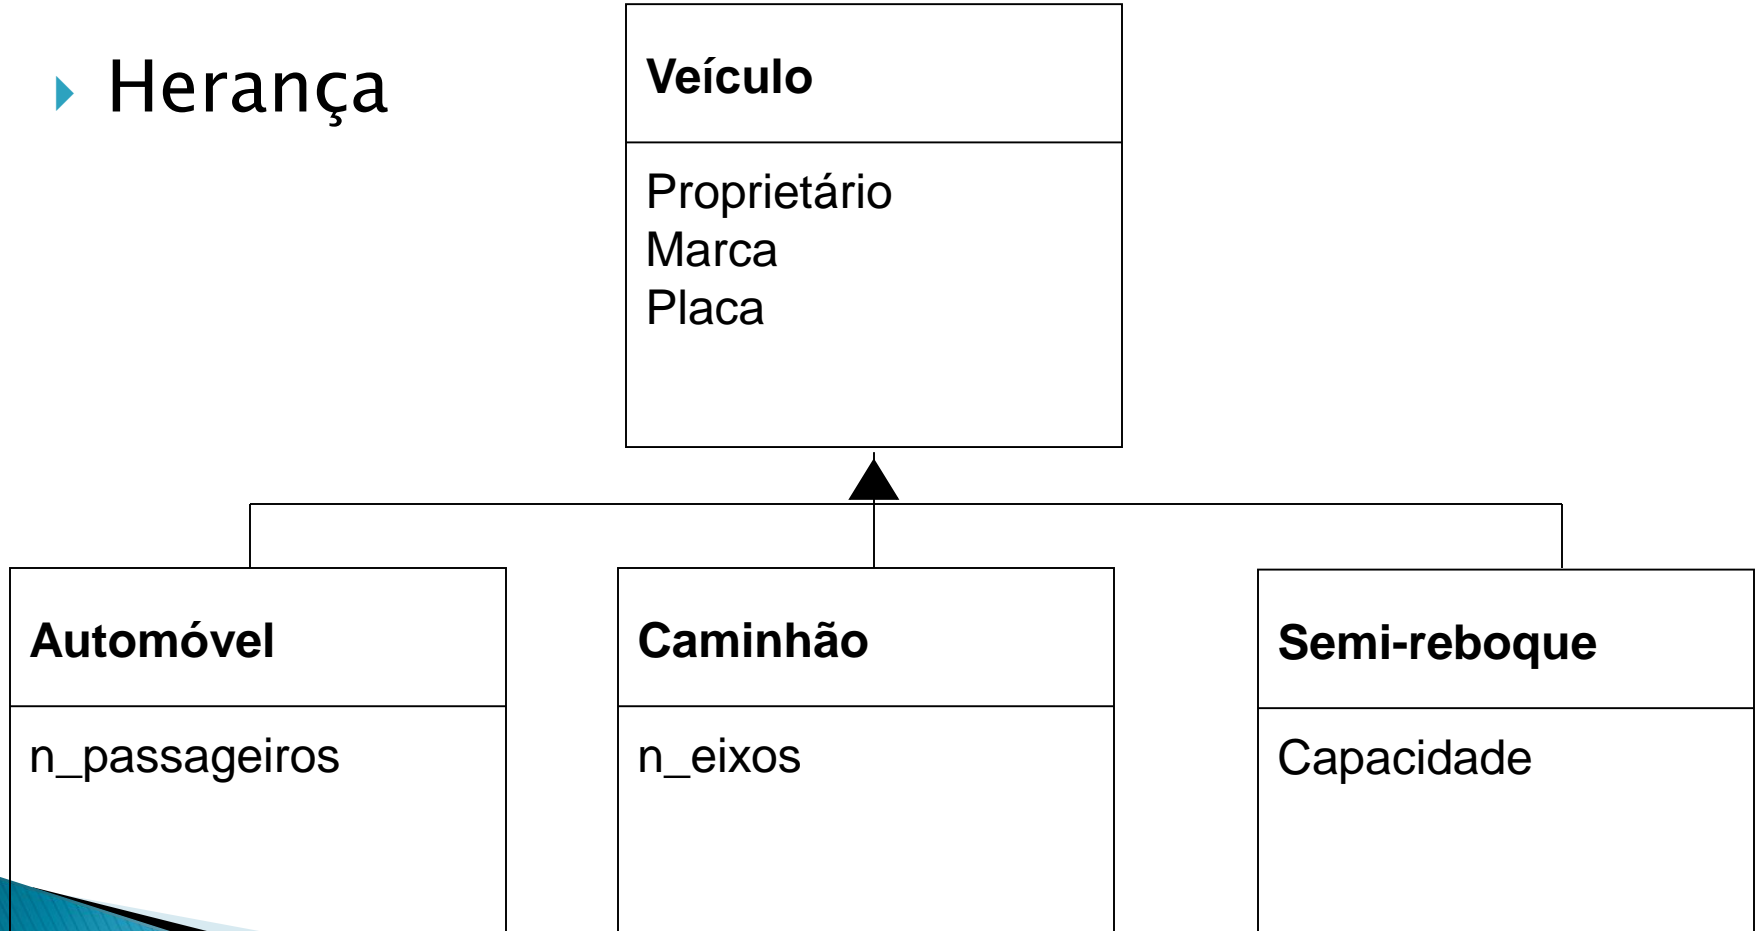 Herança
Veículo
Proprietário
Marca
Placa
Automóvel
n_passageiros
Caminhão
n_eixos
Semi-reboque
Capacidade